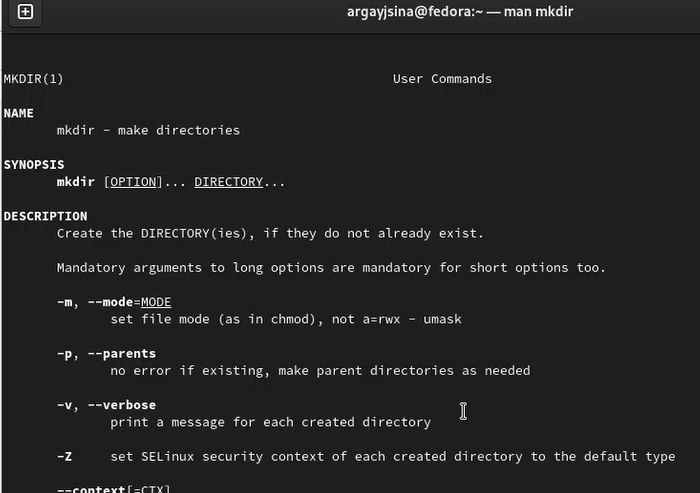 argayjsina@fedora:~ — man mkdir
MKDIR(1) User Commands
NAME
mkdir - make directories
SYNOPSIS
mkdir [OPTION]... DIRECTORY...
DESCRIPTION
Create the DIRECTORY(ies), if they do not already exist.
Mandatory arguments to long options are mandatory for short options too.
-m, --mode=MODE
set file mode (as in chmod), not a=rwx - umask
-p, --parents
no error if existing, make parent directories as needed
-v, --verbose
print a message for each created directory
-Z set SELinux security context of each created directory to the default type
--context[=CTX]